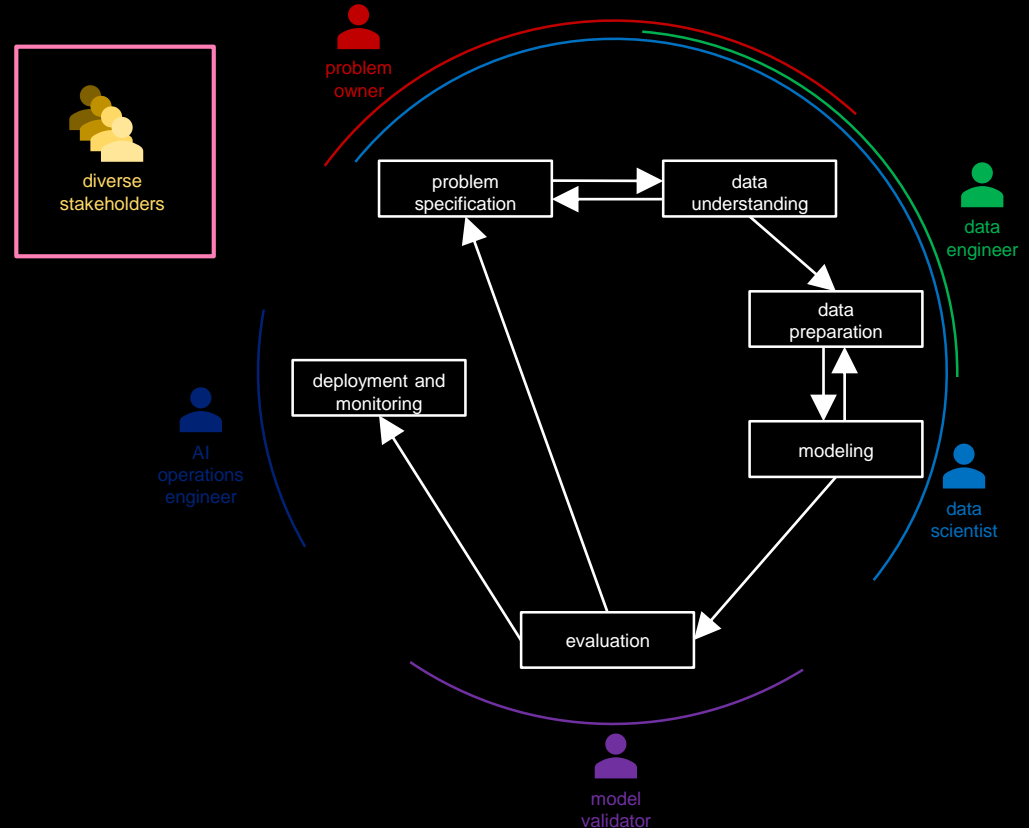 problem
owner
diverse
stakeholders
problem
specification
data
understanding
data
engineer
data
preparation
deployment and
monitoring
modeling
AI
operations
engineer
data
scientist
evaluation
model
validator